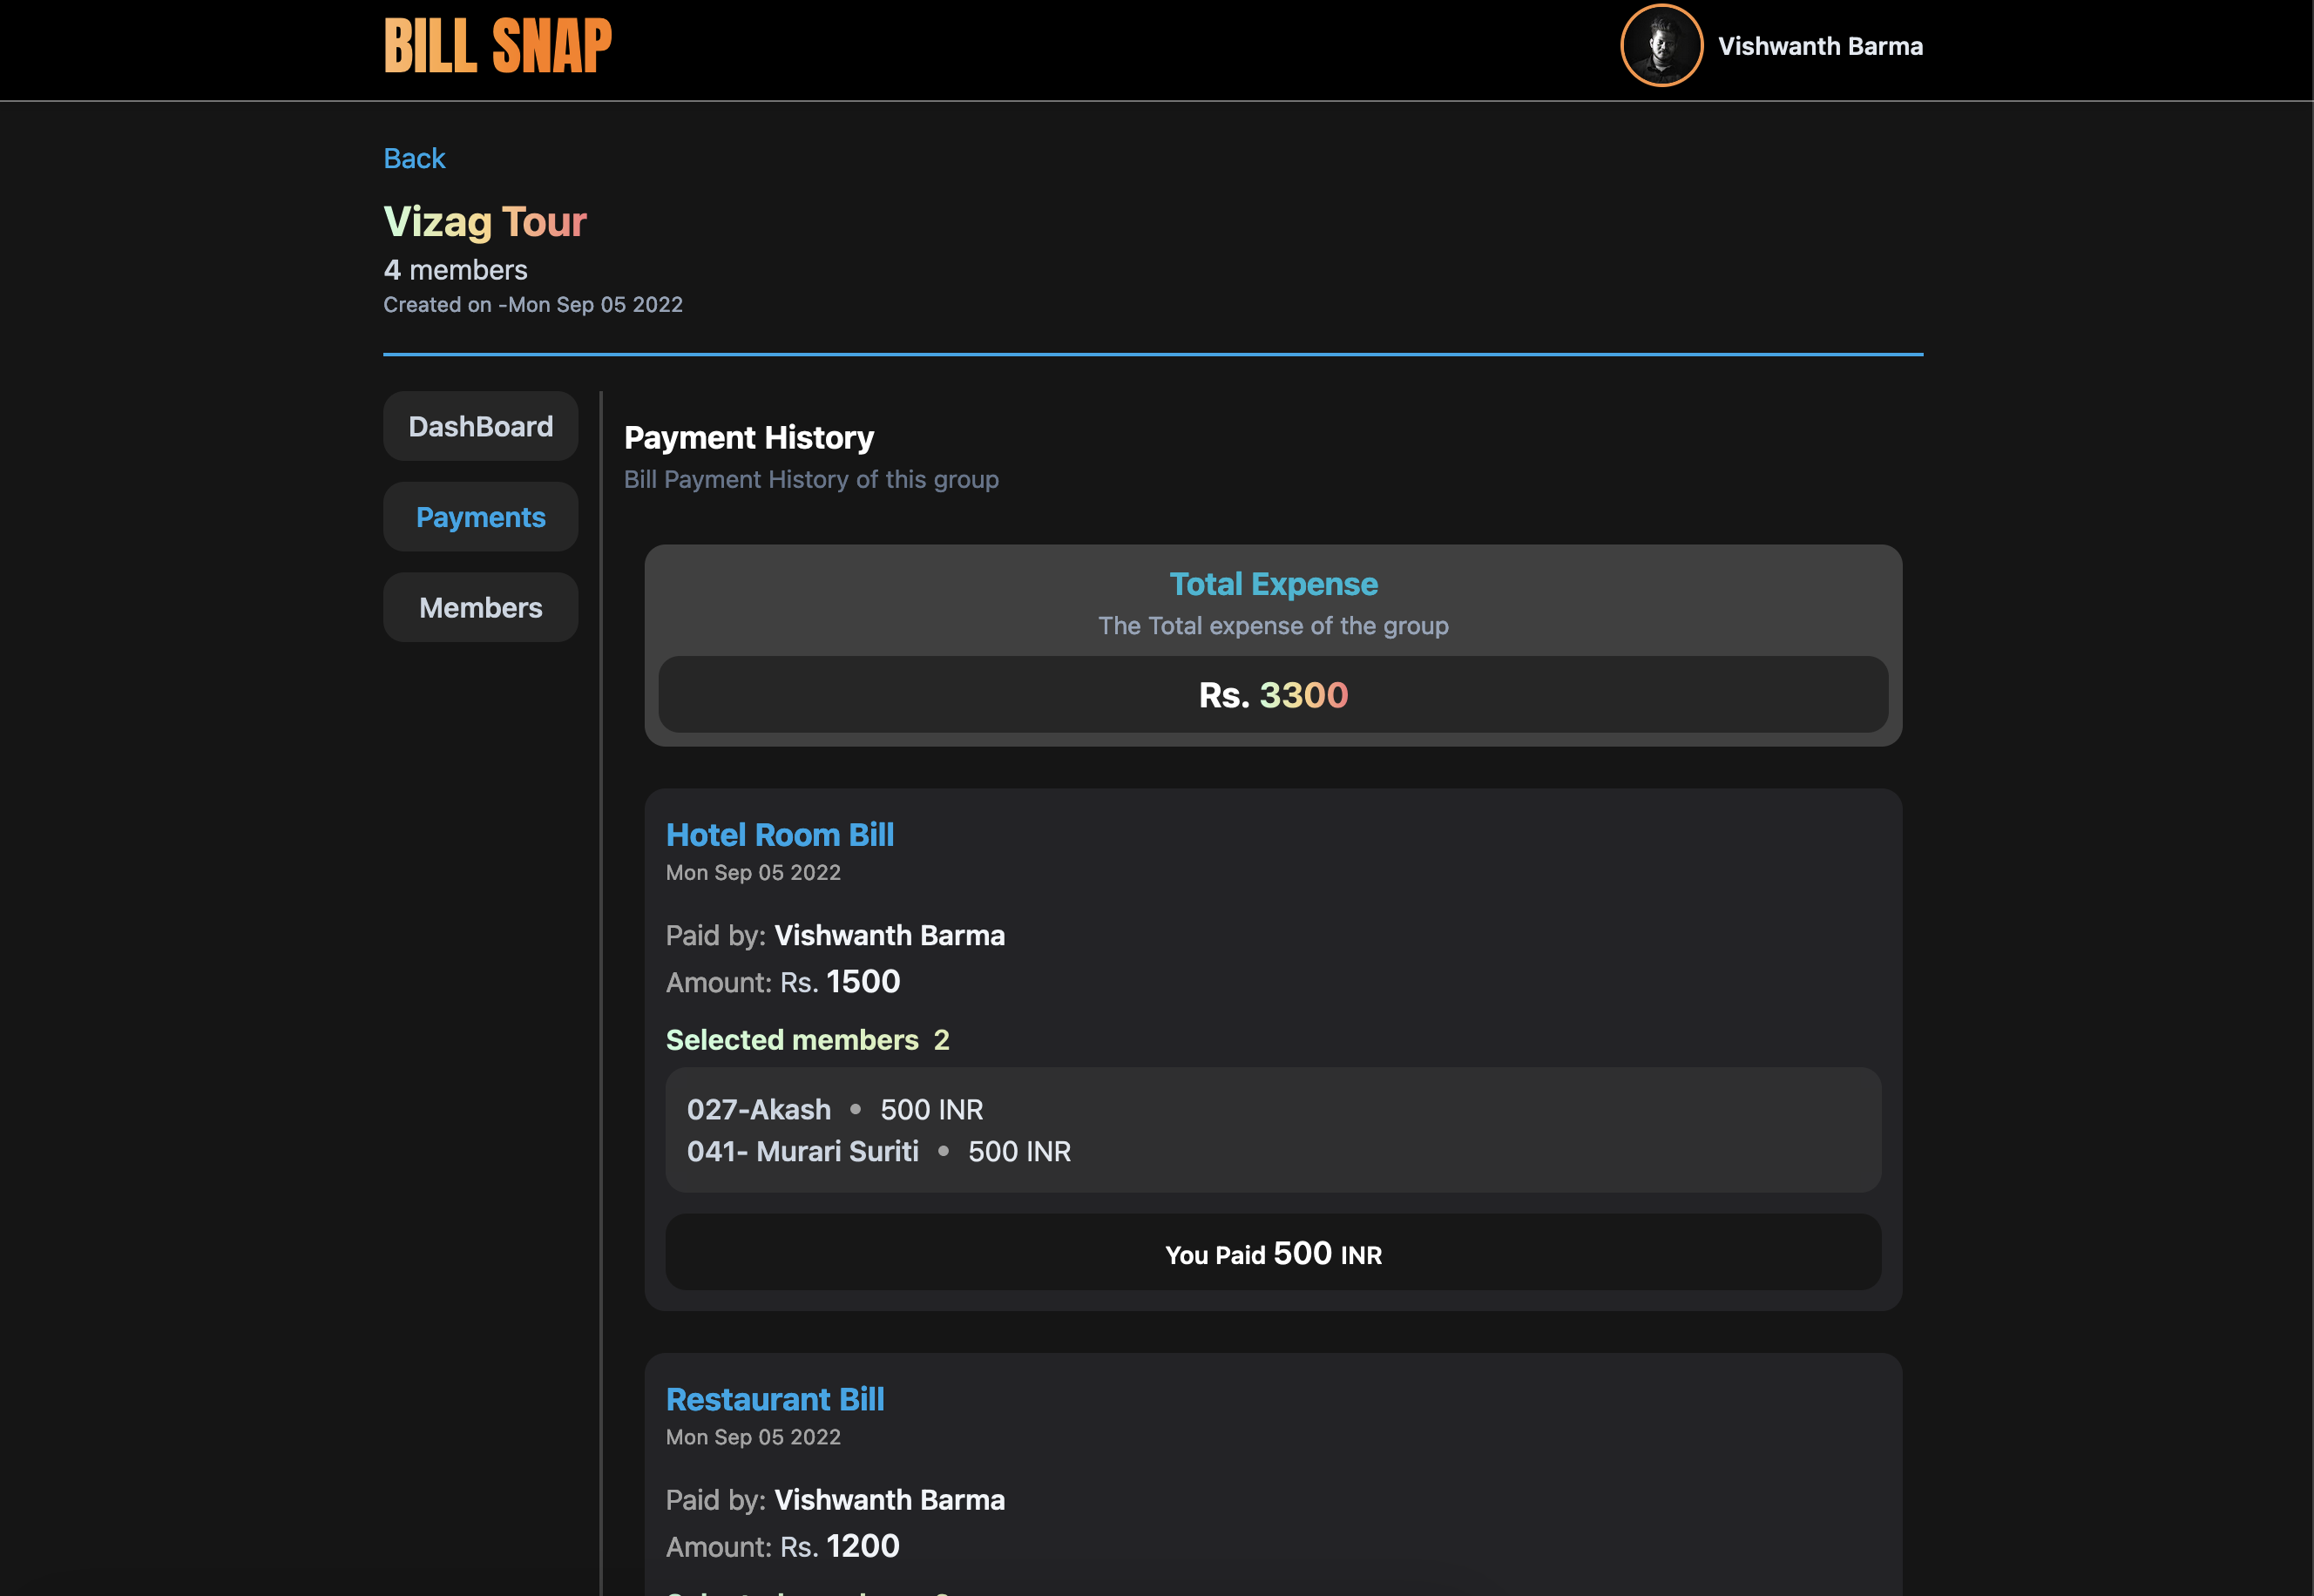 BILL SNAP
Vishwanth Barma
Back
Vizag Tour
4 members
Created on -Mon Sep 05 2022
DashBoard
Payments
Members
Payment History
Bill Payment History of this group
Total Expense
The Total expense of the group
Rs. 3300
Hotel Room Bill
Mon Sep 05 2022
Paid by: Vishwanth Barma
Amount: Rs. 1500
Selected members 2
027-Akash • 500 INR
041- Murari Suriti • 500 INR
You Paid 500 INR
Restaurant Bill
Mon Sep 05 2022
Paid by: Vishwanth Barma
Amount: Rs. 1200